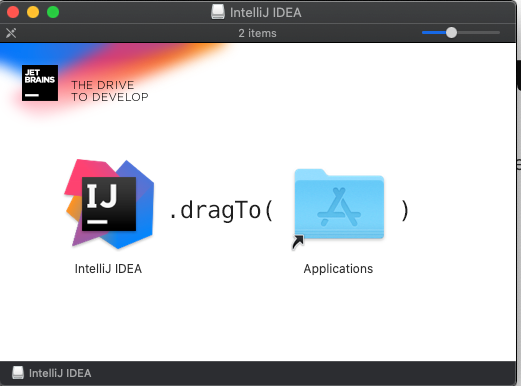 IntelliJ IDEA
2 items
JET
BRAINS
THE DRIVE
TO DEVELOP
IJ
.dragTo( )
IntelliJ IDEA
Applications
IntelliJ IDEA